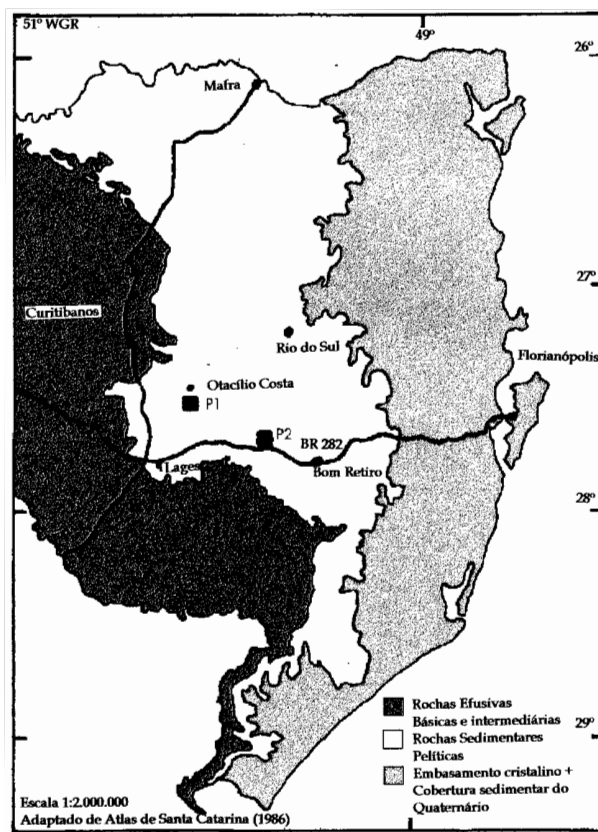 51º WGR
49º
26º
Mafra
27º
Curitibanos
Rio do Sul
Florianópolis
Otacílio Costa
P1
P2
BR 282
Lages
Bom Retiro
28º
Rochas Efusivas
Básicas e intermediárias
29º
Rochas Sedimentares
Pelíticas
Embasamento cristalino +
Cobertura sedimentar do
Quaternário
Escala 1:2.000.000
Adaptado de Atlas de Santa Catarina (1986)